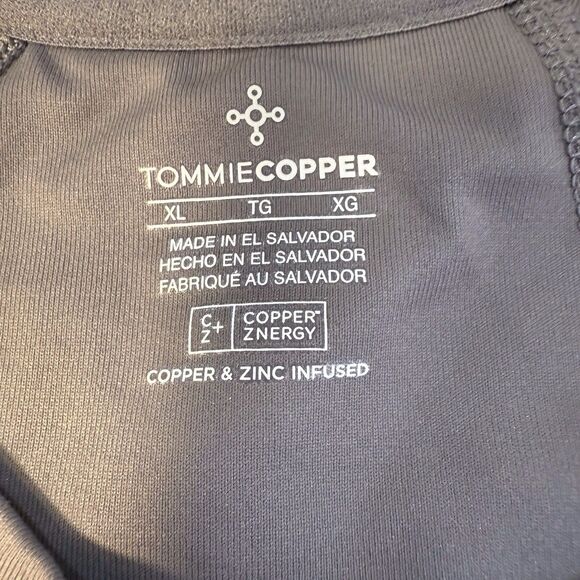 TOMMIECOPPER
XL TG XG
MADE IN EL SALVADOR
HECHO EN EL SALVADOR
FABRIQUÉ AU SALVADOR
C Z+ COPPER™ ZNERGY
COPPER & ZINC INFUSED